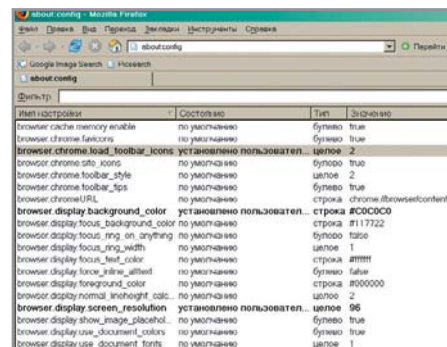 about:config - Mozilla Firefox
Файл Правка Вид Переход Закладки Инструменты Справка
about:config Перейти
Google Image Search
about:config
Фильтр:
Имя настройки Состояние Тип Значение
browser.cache.memory.enable по умолчанию булево true
browser.chrome.favicons по умолчанию булево true
browser.chrome.load_toolbar_icons установлено пользовател... целое 2
browser.chrome.site_icons по умолчанию булево true
browser.chrome.toolbar_style по умолчанию целое 2
browser.chrome.toolbar_tips по умолчанию булево true
browser.chromeURL по умолчанию строка chrome://browser/content
browser.display.background_color установлено пользовател... строка #C0C0C0
browser.display.focus_background_color по умолчанию строка #117722
browser.display.focus_ring_on_anything по умолчанию булево false
browser.display.focus_ring_width по умолчанию целое 1
browser.display.focus_text_color по умолчанию строка #ffffff
browser.display.force_inline_alttext по умолчанию булево false
browser.display.foreground_color по умолчанию строка #000000
browser.display.normal_lineheight_calc... по умолчанию целое 2
browser.display.screen_resolution установлено пользовател... целое 96
browser.display.show_image_placehol... по умолчанию булево true
browser.display.use_document_colors по умолчанию булево true
browser.display.use_document_fonts по умолчанию целое 1